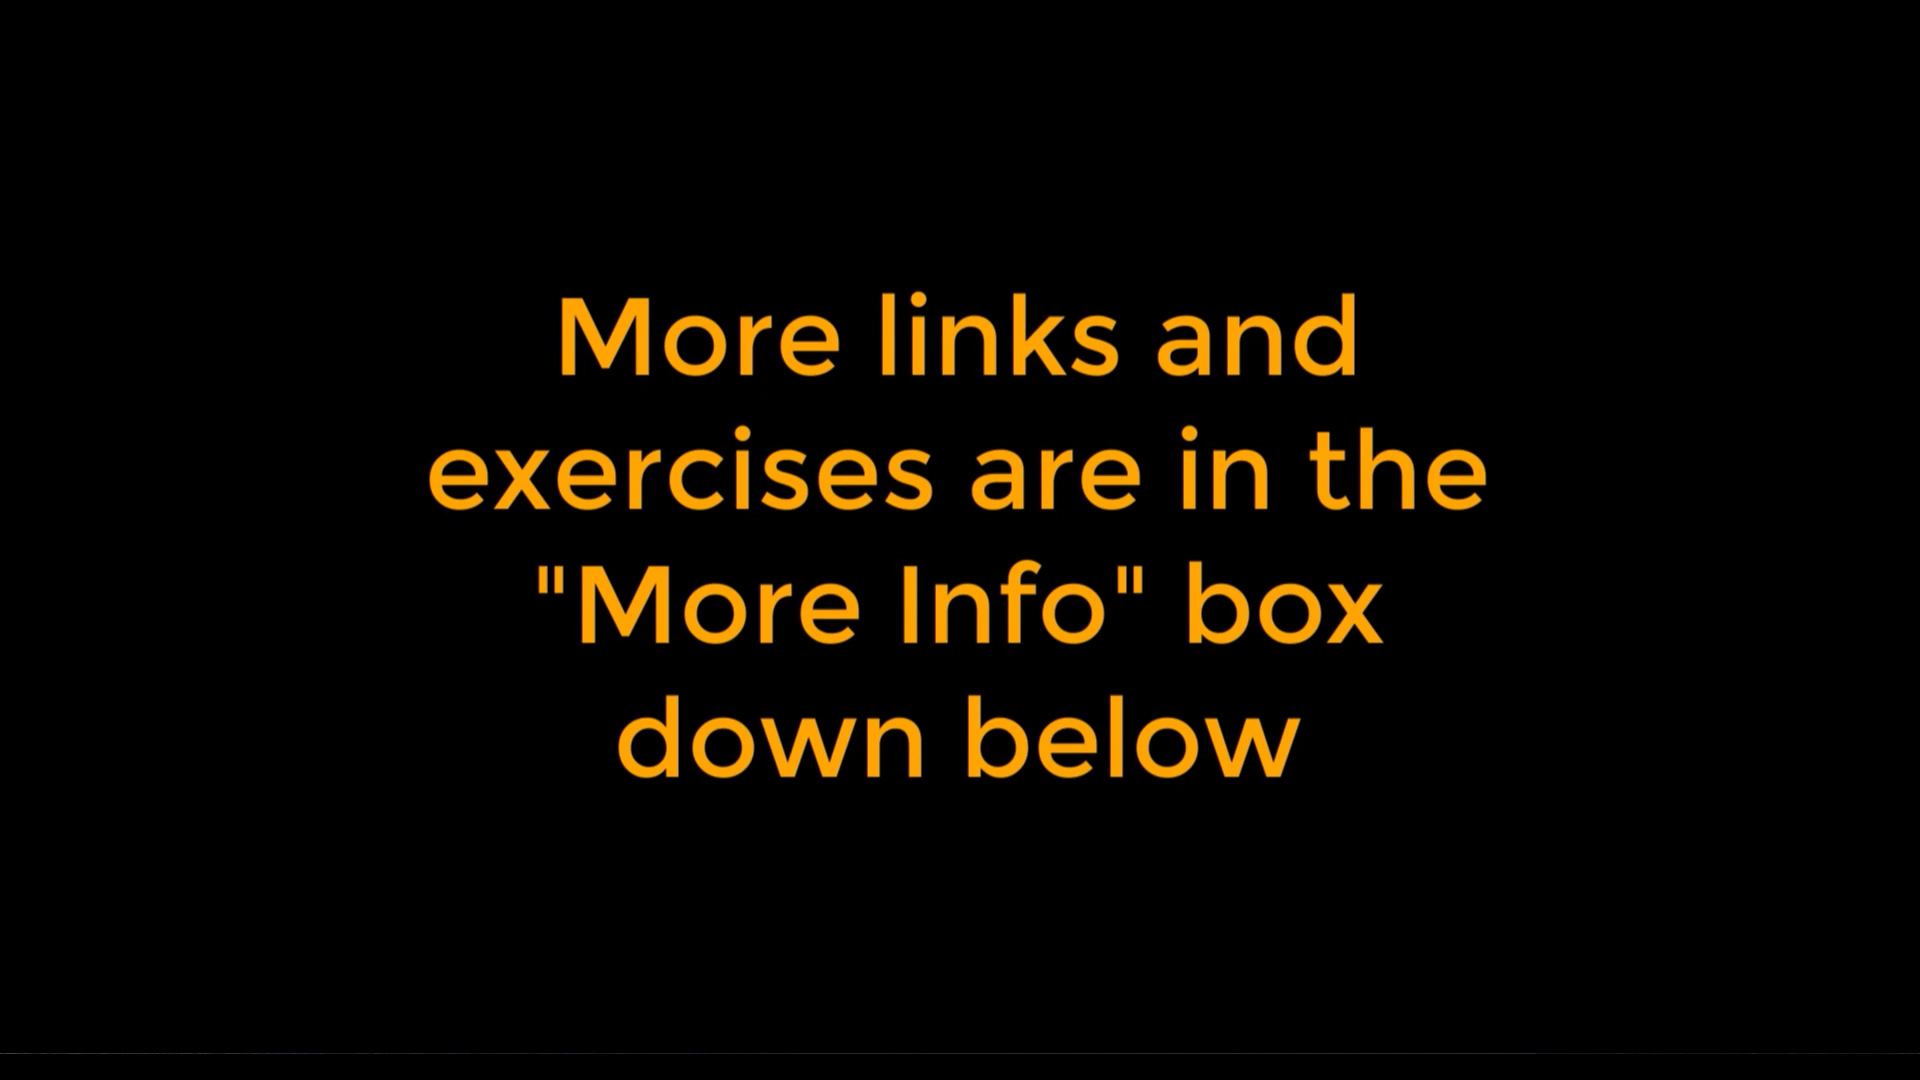 More links and
exercises are in the
"More Info" box
down below